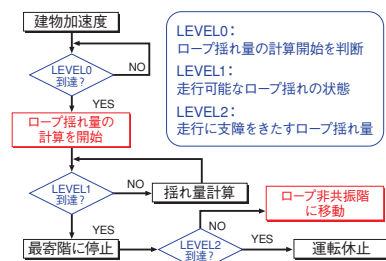 建物加速度
LEVEL0
到達?
NO
YES
ロープ揺れ量の
計算を開始
LEVEL1
到達?
NO
揺れ量計算
YES
最寄階に停止
LEVEL2
到達?
NO
ロープ非共振階
に移動
YES
運転休止
LEVEL0：
ロープ揺れ量の計算開始を判断
LEVEL1：
走行可能なロープ揺れの状態
LEVEL2：
走行に支障をきたすロープ揺れ量